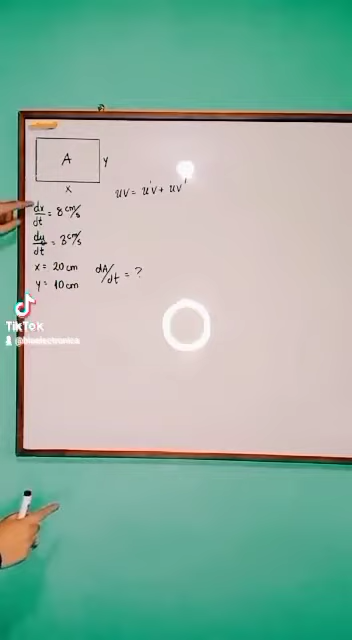 A
y
x
uv = u'v + uv'
dx/dt = 8 cm/s
dy/dt = 3 cm/s
x = 20 cm
dA/dt = ?
y = 10 cm
TikTok